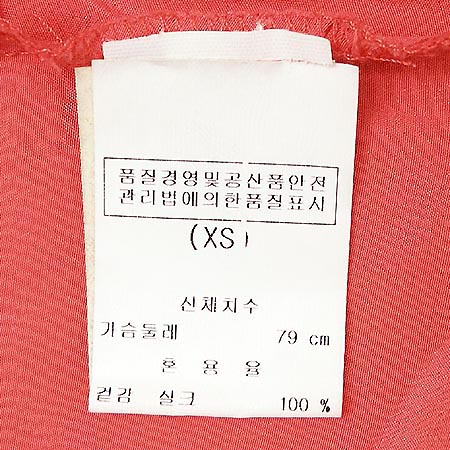 품질경영및공산품안전
관리법에의한품질표시
(XS)
신체치수
가슴둘레 79 cm
혼용율
겉감 실크 100 %